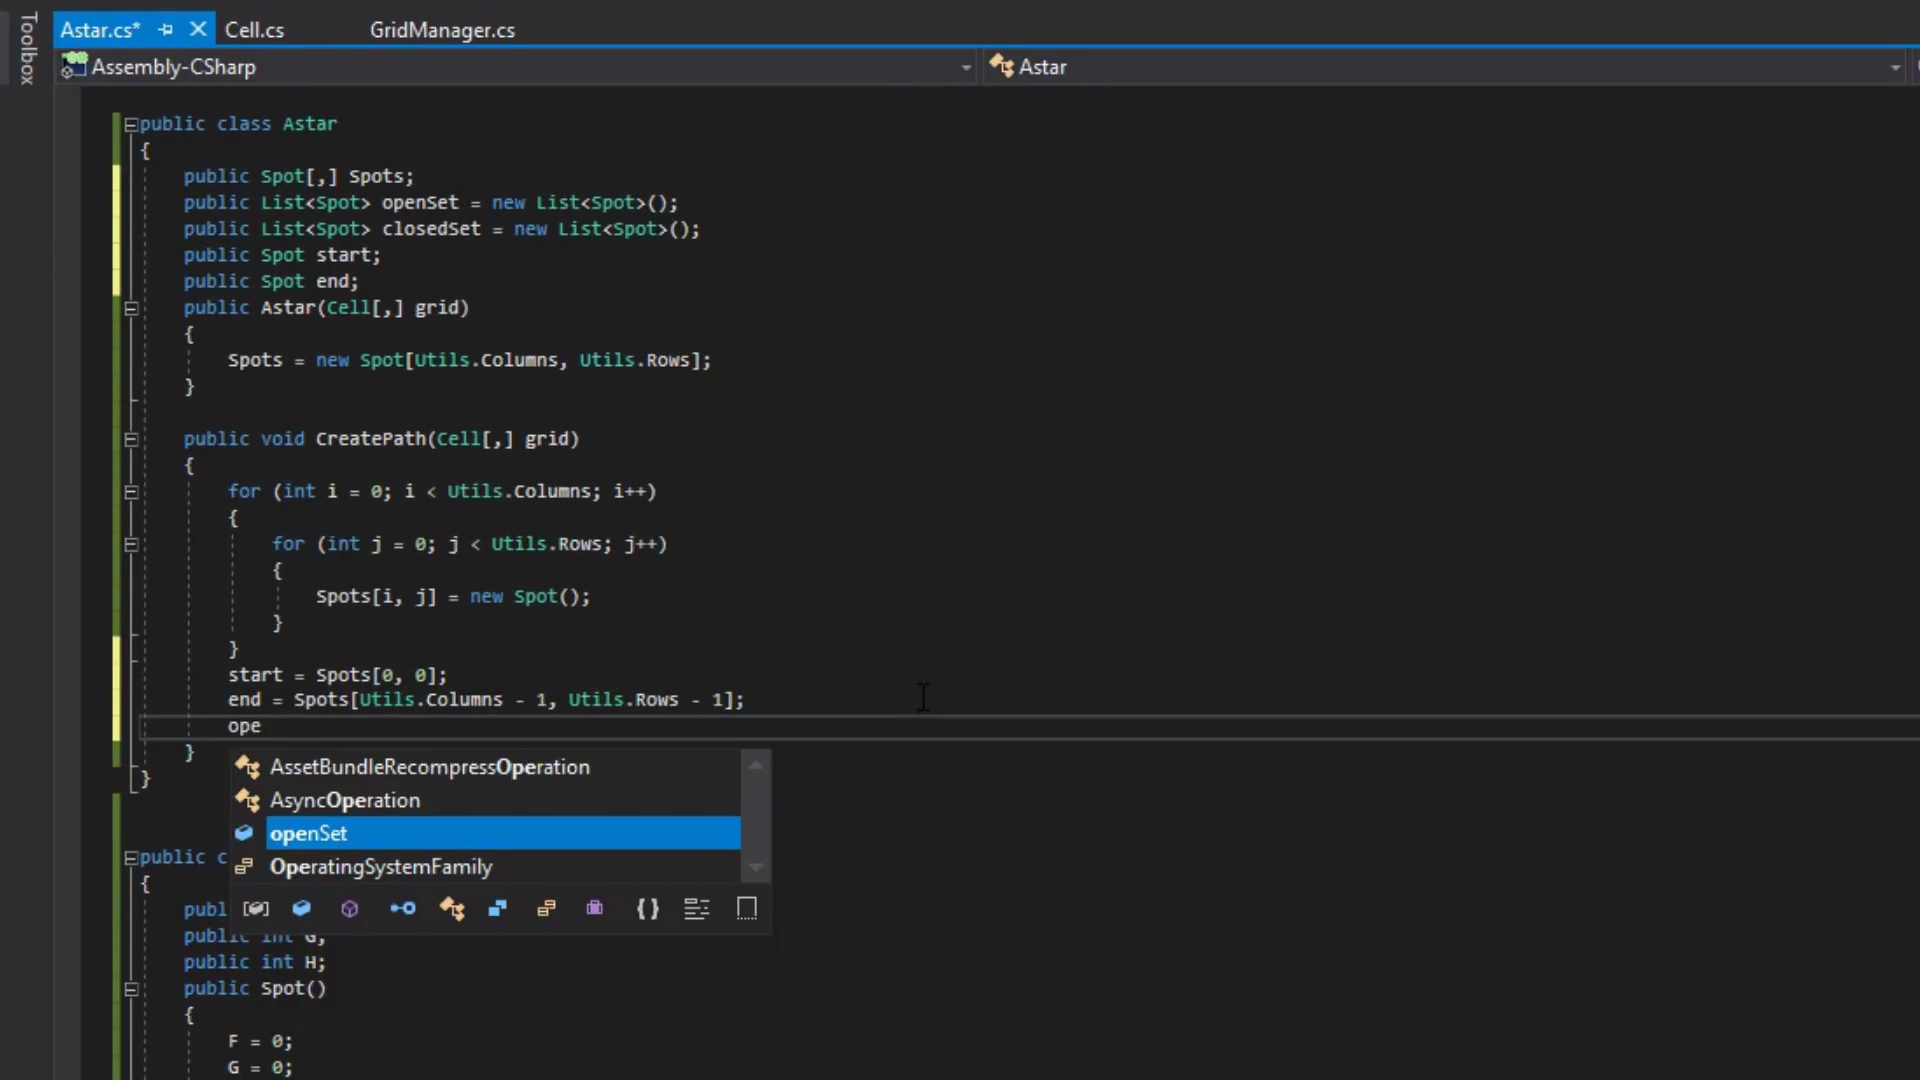 Toolbox
Astar.cs* Cell.cs GridManager.cs
Assembly-CSharp Astar
public class Astar
{
public Spot[,] Spots;
public List<Spot> openSet = new List<Spot>();
public List<Spot> closedSet = new List<Spot>();
public Spot start;
public Spot end;
public Astar(Cell[,] grid)
{
Spots = new Spot[Utils.Columns, Utils.Rows];
}
public void CreatePath(Cell[,] grid)
{
for (int i = 0; i < Utils.Columns; i++)
{
for (int j = 0; j < Utils.Rows; j++)
{
Spots[i, j] = new Spot();
}
}
start = Spots[0, 0];
end = Spots[Utils.Columns - 1, Utils.Rows - 1];
ope
}
AssetBundleRecompressOperation
}
AsyncOperation
openSet
public c
OperatingSystemFamily
{
publ
public int G;
public int H;
public Spot()
{
F = 0;
G = 0;